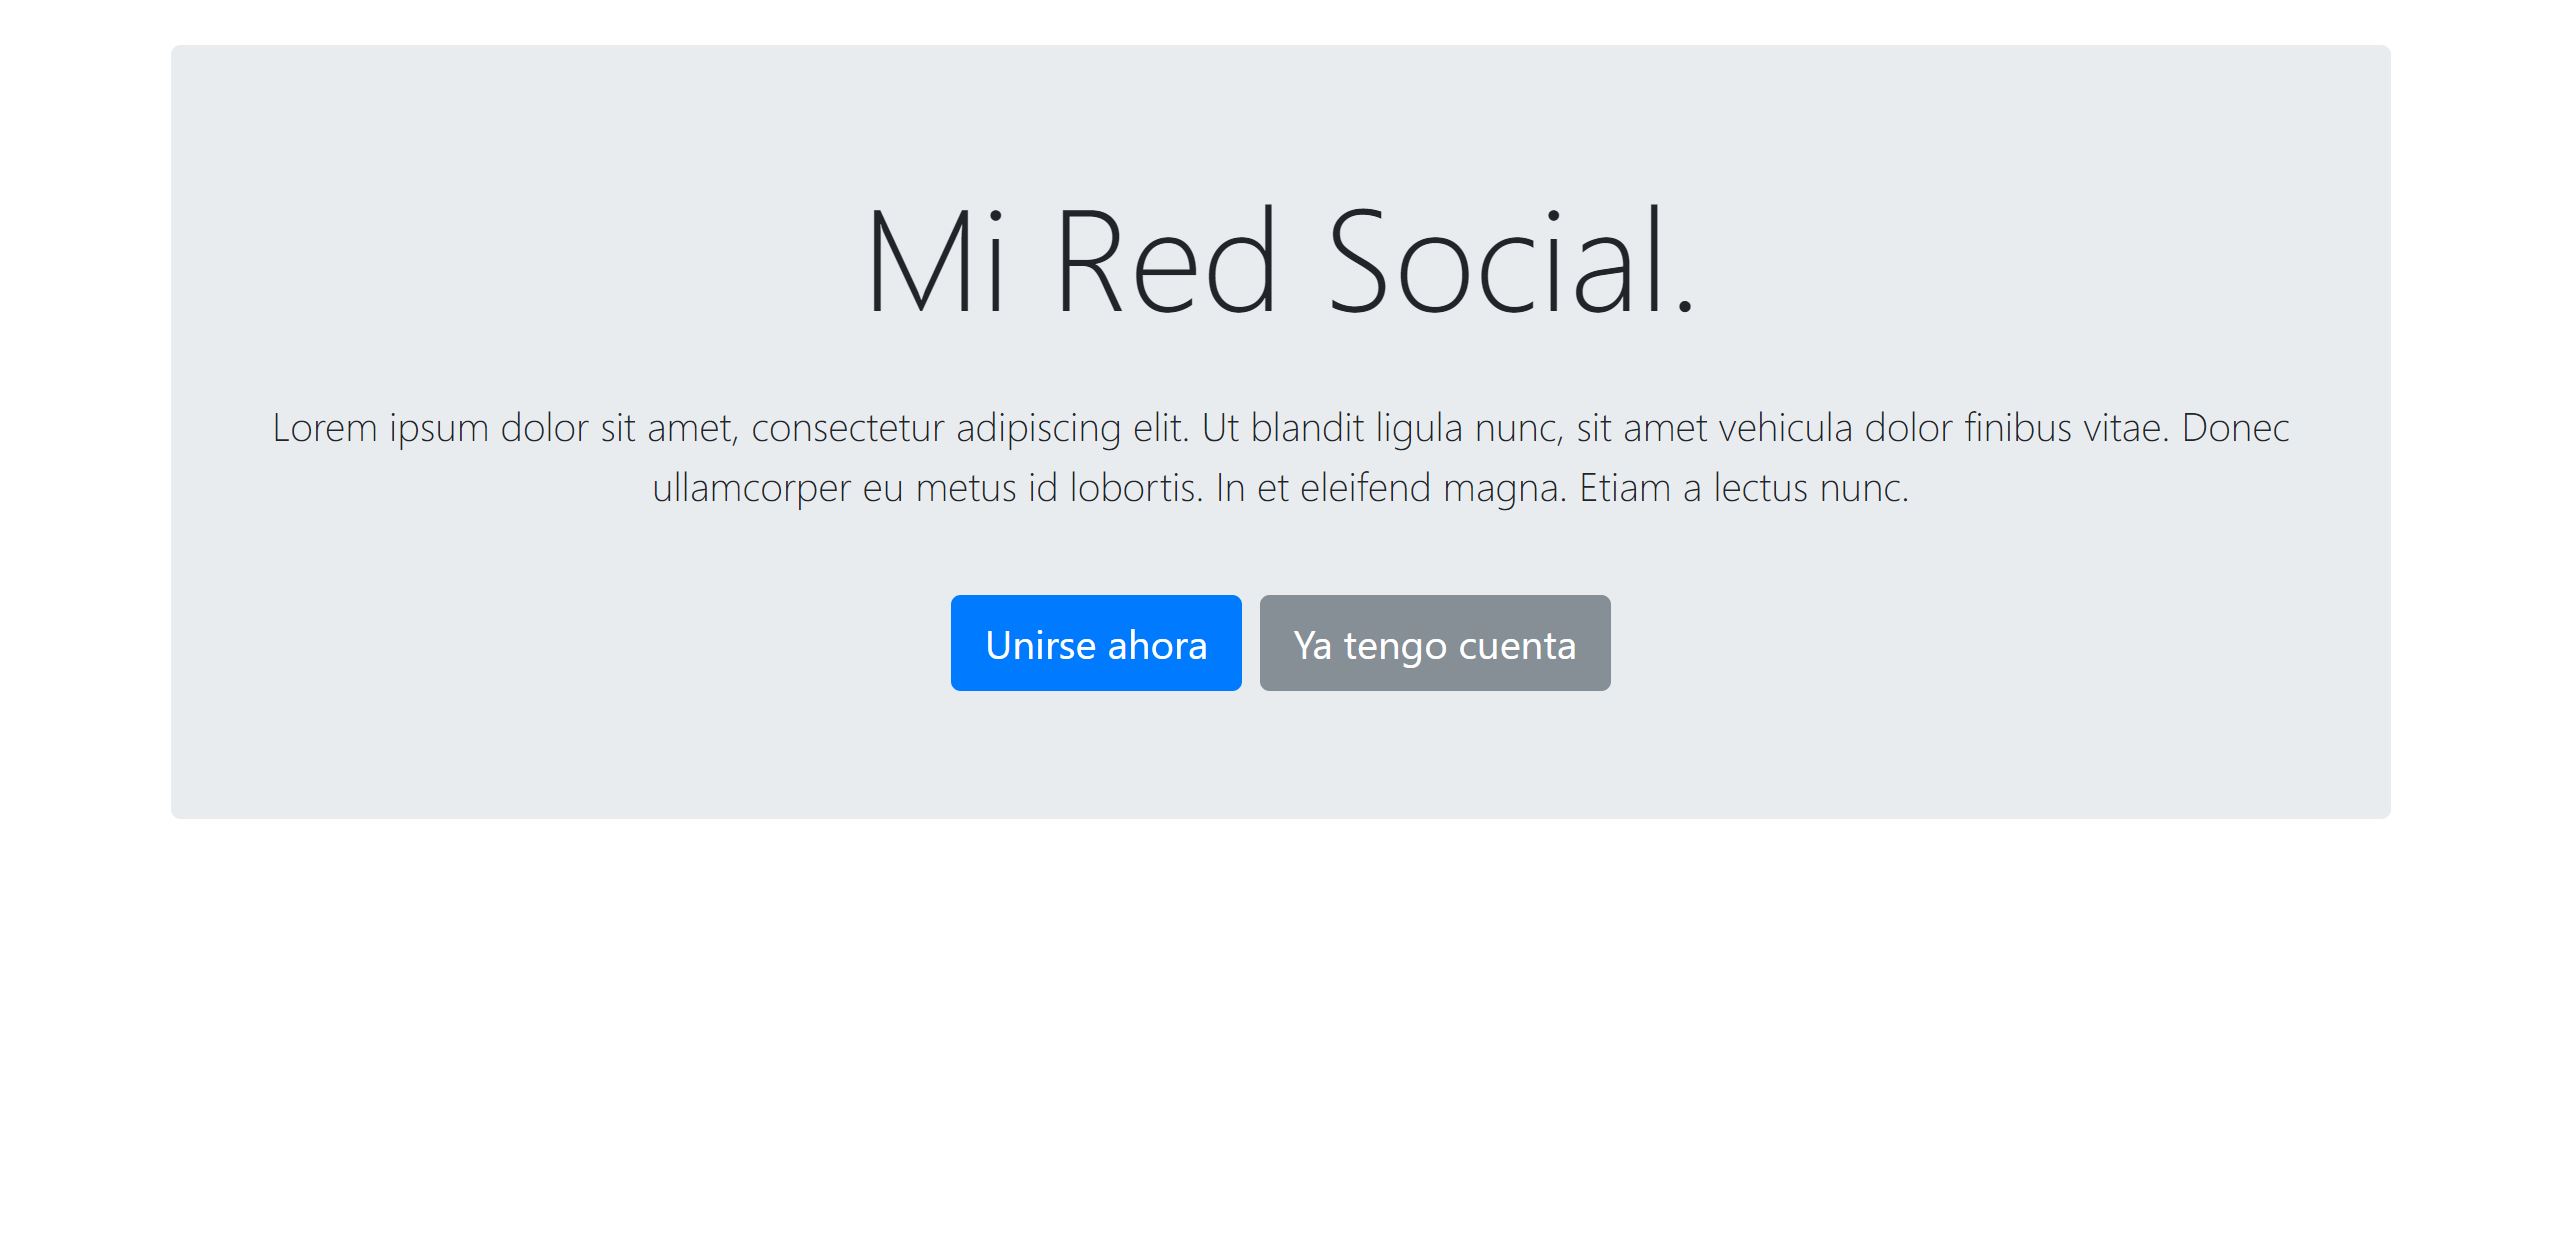 Mi Red Social.
Lorem ipsum dolor sit amet, consectetur adipiscing elit. Ut blandit ligula nunc, sit amet vehicula dolor finibus vitae. Donec
ullamcorper eu metus id lobortis. In et eleifend magna. Etiam a lectus nunc.
Unirse ahora Ya tengo cuenta